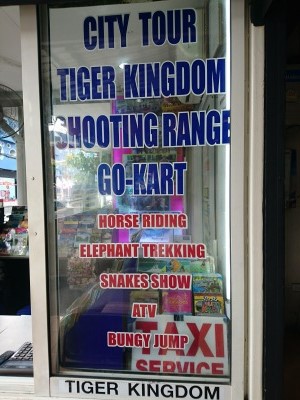 CITY TOUR
TIGER KINGDOM
SHOOTING RANGE
GO-KART
HORSE RIDING
ELEPHANT TREKKING
SNAKES SHOW
ATV
BUNGY JUMP
TAXI
SERVICE
TIGER KINGDOM